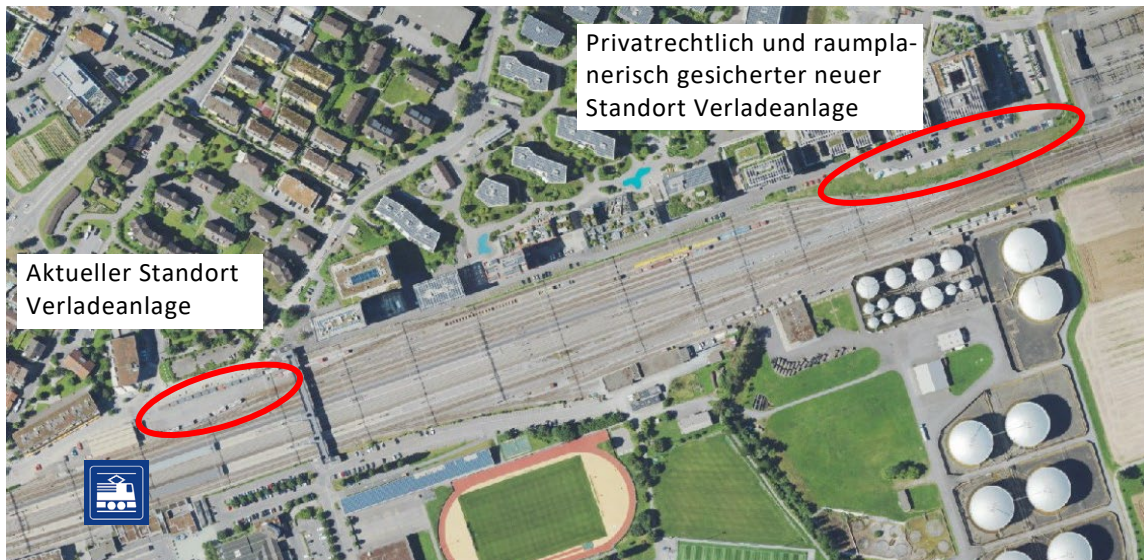 Privatrechtlich und raumpla-
nerisch gesicherter neuer
Standort Verladeanlage
Aktueller Standort
Verladeanlage